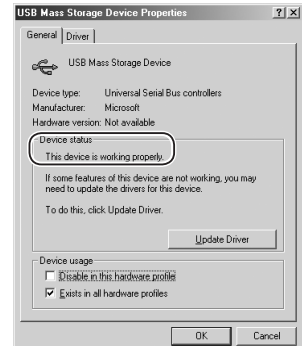 USB Mass Storage Device Properties
General
Driver
USB Mass Storage Device
Device type: Universal Serial Bus controllers
Manufacturer: Microsoft
Hardware version: Not available
Device status
This device is working properly.
If some features of this device are not working, you may
need to update the drivers for this device.
To do this, click Update Driver.
Update Driver
Device usage
Disable in this hardware profile
Exists in all hardware profiles
OK
Cancel